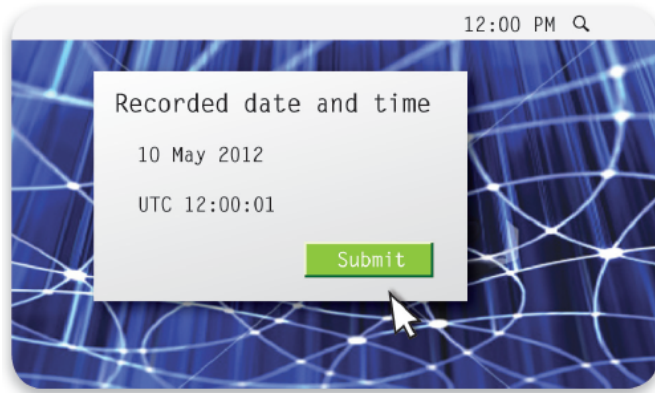 12:00 PM
Recorded date and time
10 May 2012
UTC 12:00:01
Submit